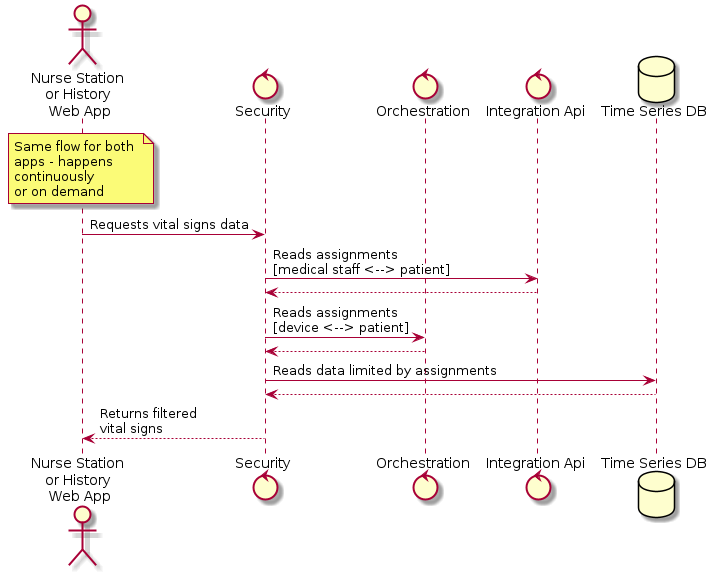 Nurse Station
or History
Web App
Security
Orchestration
Integration Api
Time Series DB
Same flow for both
apps - happens
continuously
or on demand
Requests vital signs data
Reads assignments
[medical staff <--> patient]
Reads assignments
[device <--> patient]
Reads data limited by assignments
Returns filtered
vital signs
Nurse Station
or History
Web App
Security
Orchestration
Integration Api
Time Series DB